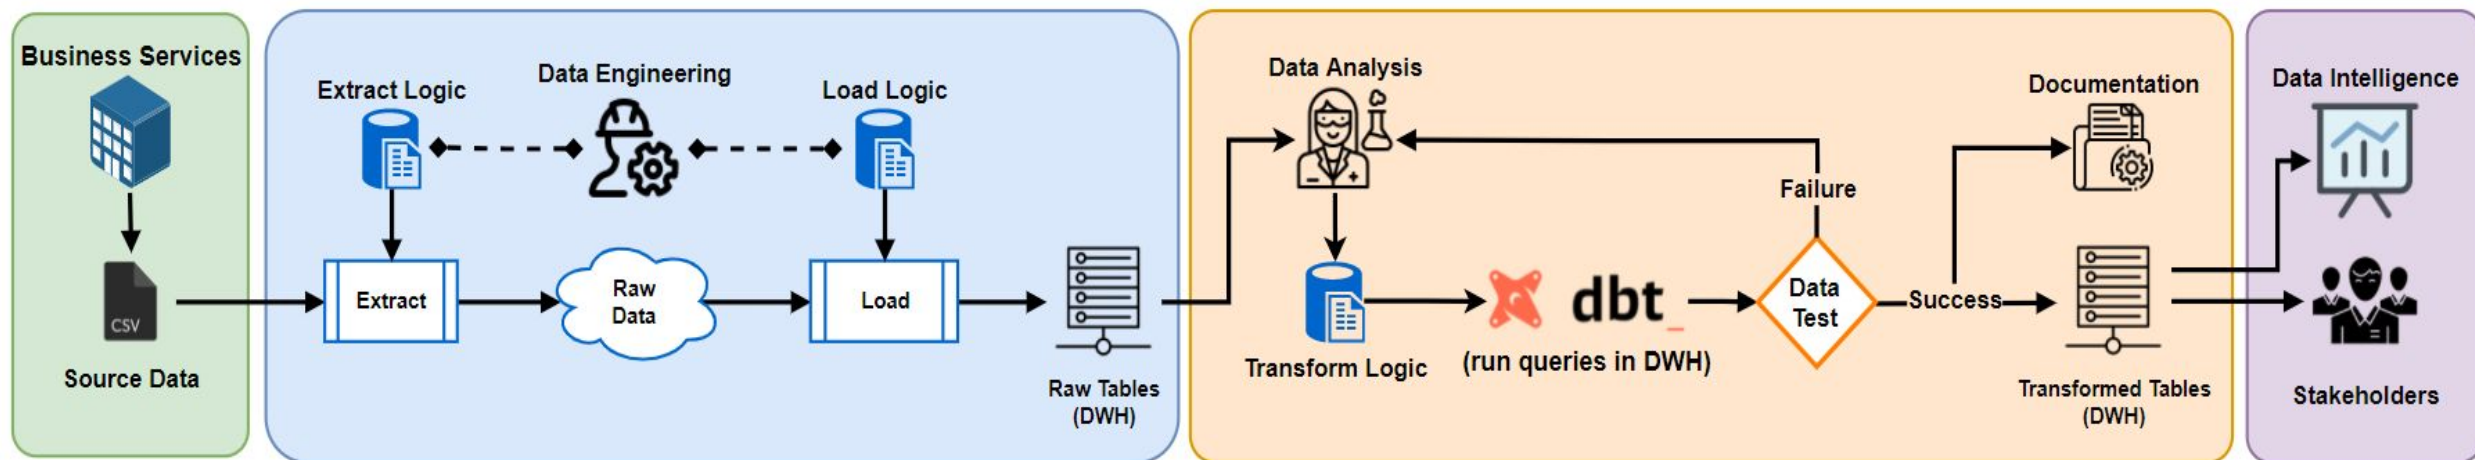 Business Services
CSV
Source Data
Extract Logic
Data Engineering
Load Logic
Extract
Raw
Data
Load
Raw Tables
(DWH)
Data Analysis
Transform Logic
dbt_
(run queries in DWH)
Failure
Data
Test
Success
Documentation
Transformed Tables
(DWH)
Data Intelligence
Stakeholders